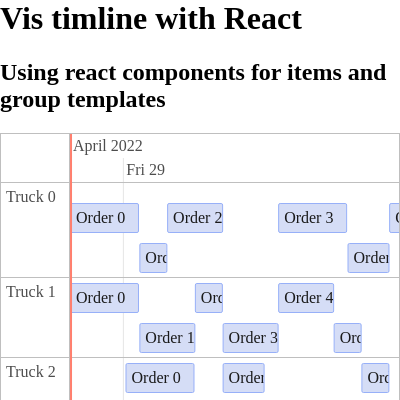 Vis timline with React
Using react components for items and
group templates
April 2022
Fri 29
Truck 0
Order 0
Order 2
Order 3
Order
Truck 1
Order 0
Order 4
Order 1
Order 3
Truck 2
Order 0
Order